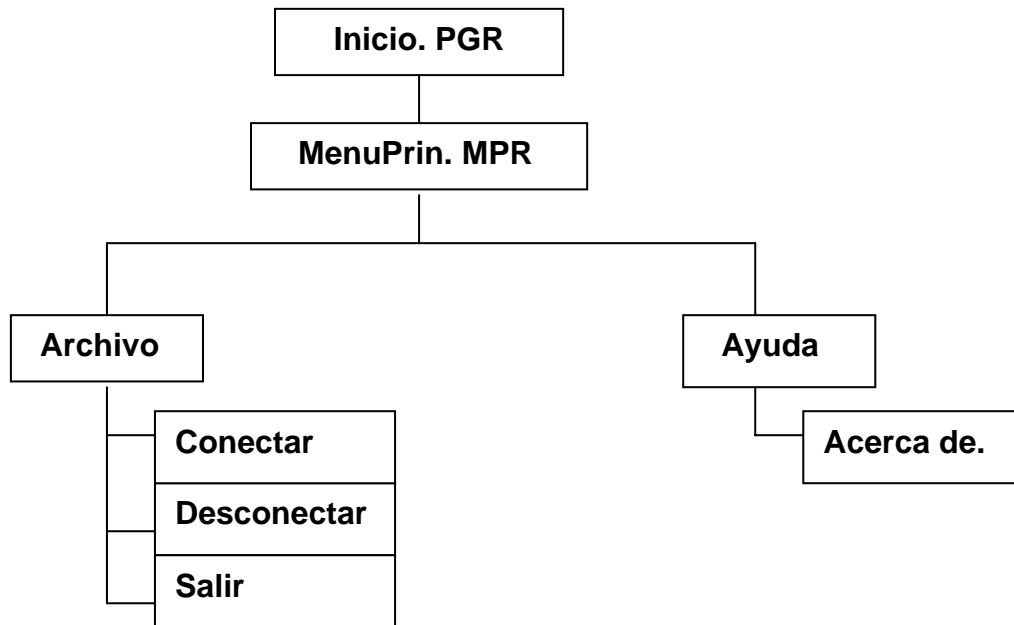 Inicio. PGR
MenuPrin. MPR
Archivo
Ayuda
Conectar
Acerca de.
Desconectar
Salir